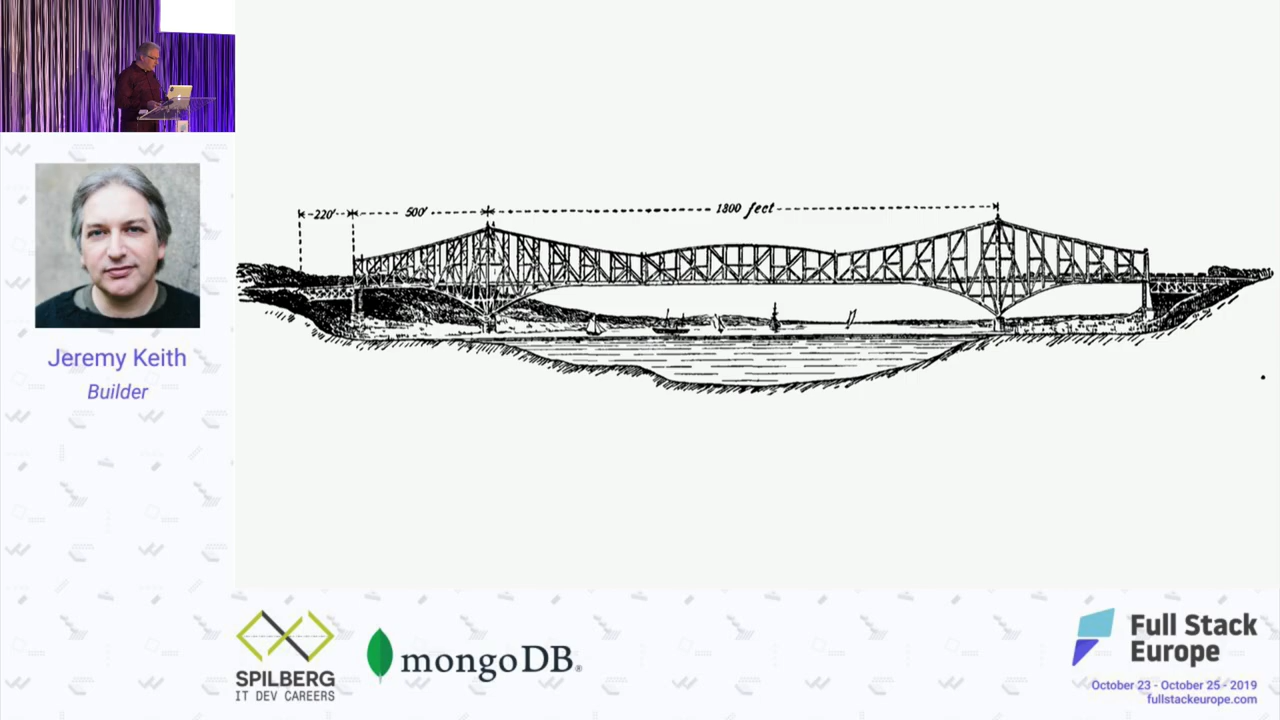 220'
500'
1800 feet
Jeremy Keith
Builder
SPILBERG
IT DEV CAREERS
mongoDB®
Full Stack
Europe
October 23 - October 25 - 2019
fullstackeurope.com